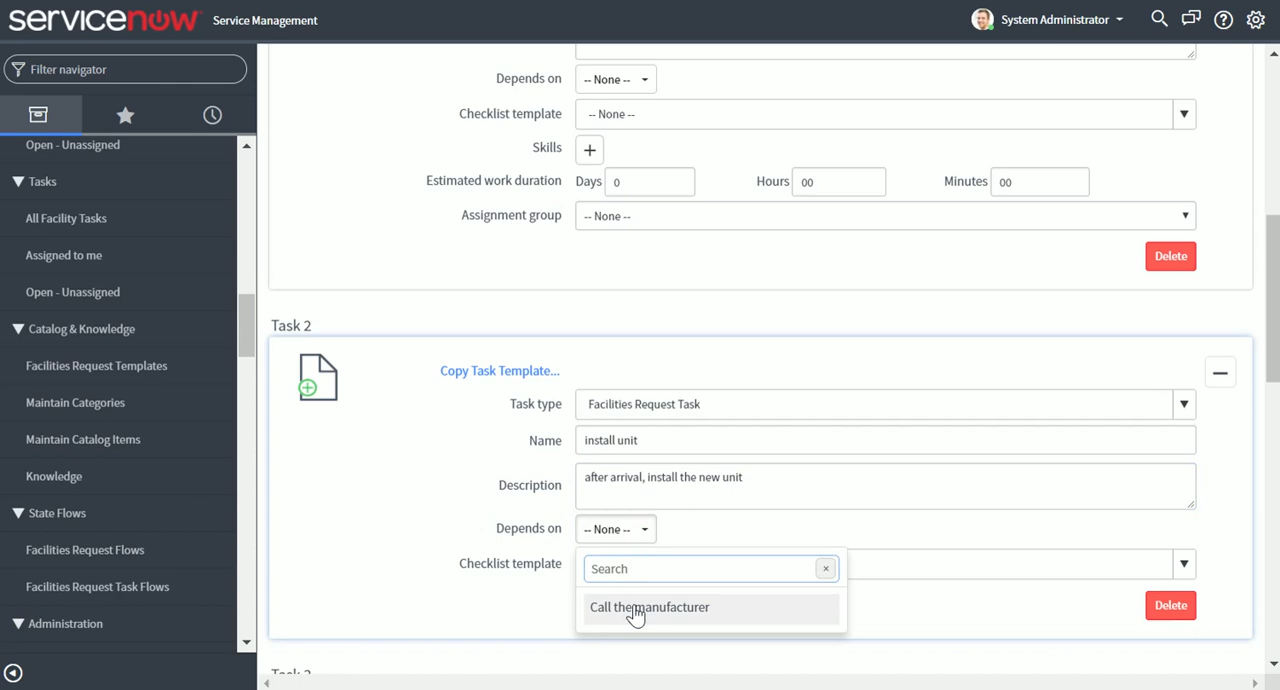 servicenow Service Management
System Administrator
Filter navigator
Open - Unassigned
Tasks
All Facility Tasks
Assigned to me
Open - Unassigned
Catalog & Knowledge
Facilities Request Templates
Maintain Categories
Maintain Catalog Items
Knowledge
State Flows
Facilities Request Flows
Facilities Request Task Flows
Administration
Depends on -- None --
Checklist template -- None --
Skills
Estimated work duration Days 0 Hours 00 Minutes 00
Assignment group -- None --
Delete
Task 2
Copy Task Template...
Task type Facilities Request Task
Name install unit
Description after arrival, install the new unit
Depends on -- None --
Checklist template
Search
Call the manufacturer
Delete